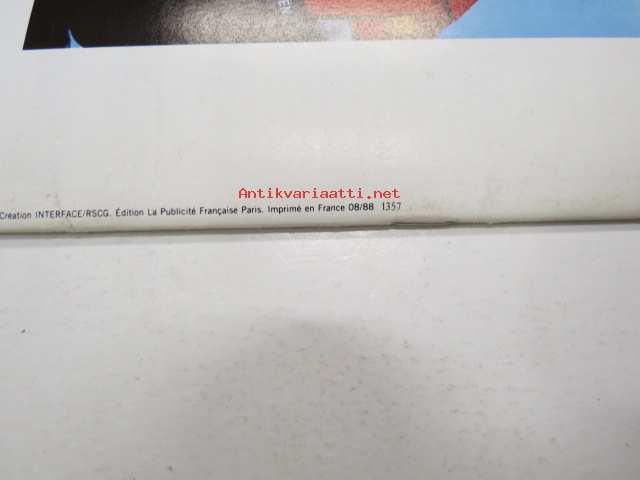 Antikvariaatti.net
Création INTERFACE/RSCG. Édition La Publicité Française Paris. Imprimé en France 08/88 1357